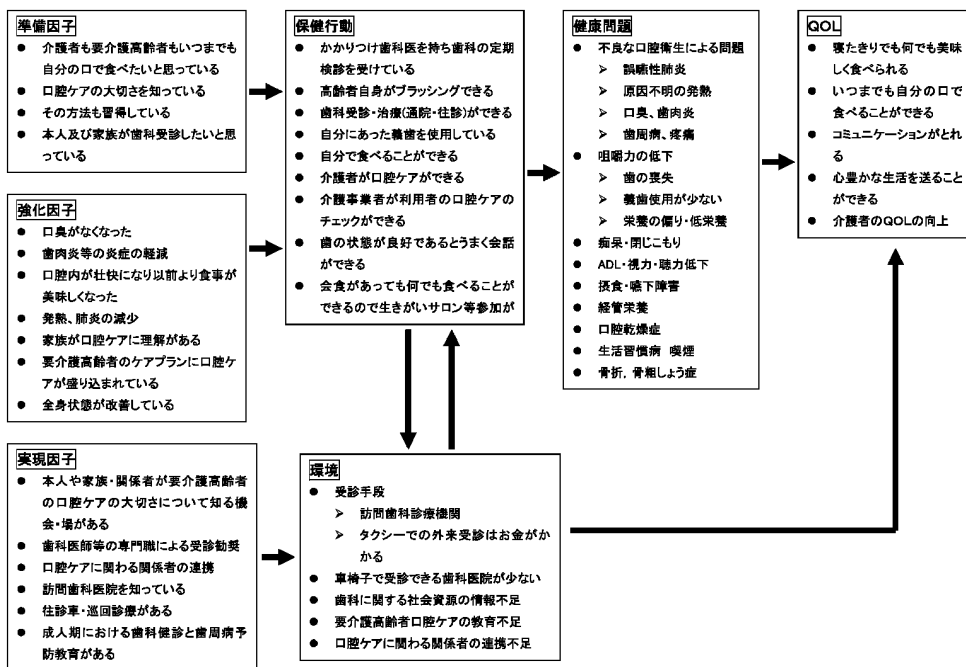 準備因子
● 介護者も要介護高齢者もいつまでも
自分の口で食べたいと思っている
● 口腔ケアの大切さを知っている
● その方法も習得している
● 本人及び家族が歯科受診したいと思
っている
強化因子
● 口臭がなくなった
● 歯肉炎等の炎症の軽減
● 口腔内が壮快になり以前より食事が
美味しくなった
● 発熱、肺炎の減少
● 家族が口腔ケアに理解がある
● 要介護高齢者のケアプランに口腔ケ
アが盛り込まれている
● 全身状態が改善している
実現因子
● 本人や家族・関係者が要介護高齢者
の口腔ケアの大切さについて知る機
会・場がある
● 歯科医師等の専門職による受診勧奨
● 口腔ケアに関わる関係者の連携
● 訪問歯科医院を知っている
● 往診車・巡回診療がある
● 成人期における歯科健診と歯周病予
防教育がある
保健行動
● かかりつけ歯科医を持ち歯科の定期
検診を受けている
● 高齢者自身がブラッシングできる
● 歯科受診・治療(通院・往診)ができる
● 自分にあった義歯を使用している
● 自分で食べることができる
● 介護者が口腔ケアができる
● 介護事業者が利用者の口腔ケアの
チェックができる
● 歯の状態が良好であるとうまく会話
ができる
● 会食があっても何でも食べることが
できるので生きがいサロン等参加が
環境
● 受診手段
➢ 訪問歯科診療機関
➢ タクシーでの外来受診はお金がか
かる
● 車椅子で受診できる歯科医院が少ない
● 歯科に関する社会資源の情報不足
● 要介護高齢者口腔ケアの教育不足
● 口腔ケアに関わる関係者の連携不足
健康問題
● 不良な口腔衛生による問題
➢ 誤嚥性肺炎
➢ 原因不明の発熱
➢ 口臭、歯肉炎
➢ 歯周病、疼痛
● 咀嚼力の低下
➢ 歯の喪失
➢ 義歯使用が少ない
➢ 栄養の偏り・低栄養
● 痴呆・閉じこもり
● ADL・視力・聴力低下
● 摂食・嚥下障害
● 経管栄養
● 口腔乾燥症
● 生活習慣病 喫煙
● 骨折，骨粗しょう症
QOL
● 寝たきりでも何でも美味
しく食べられる
● いつまでも自分の口で
食べることができる
● コミュニケーションがとれ
る
● 心豊かな生活を送ること
ができる
● 介護者のQOLの向上